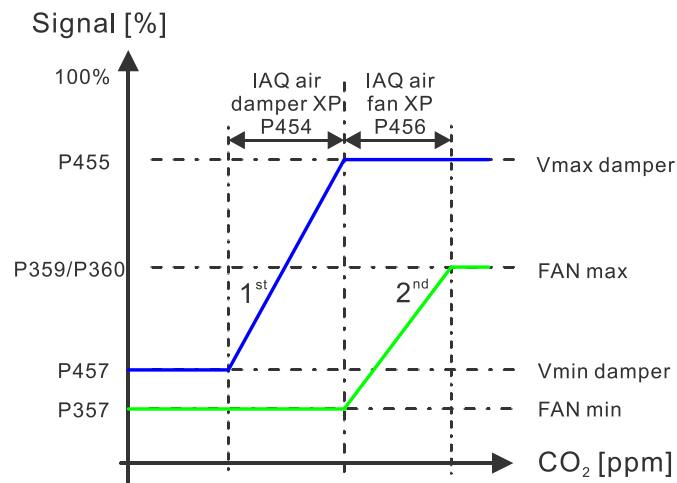 Signal [%]
100%
IAQ air
damper XP
P454
IAQ air
fan XP
P456
P455
Vmax damper
P359/P360
FAN max
1st
2nd
P457
Vmin damper
P357
FAN min
CO₂ [ppm]